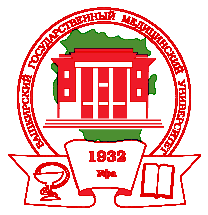 БАШКИРСКИЙ ГОСУДАРСТВЕННЫЙ МЕДИЦИНСКИЙ УНИВЕРСИТЕТ
1932
Уфа